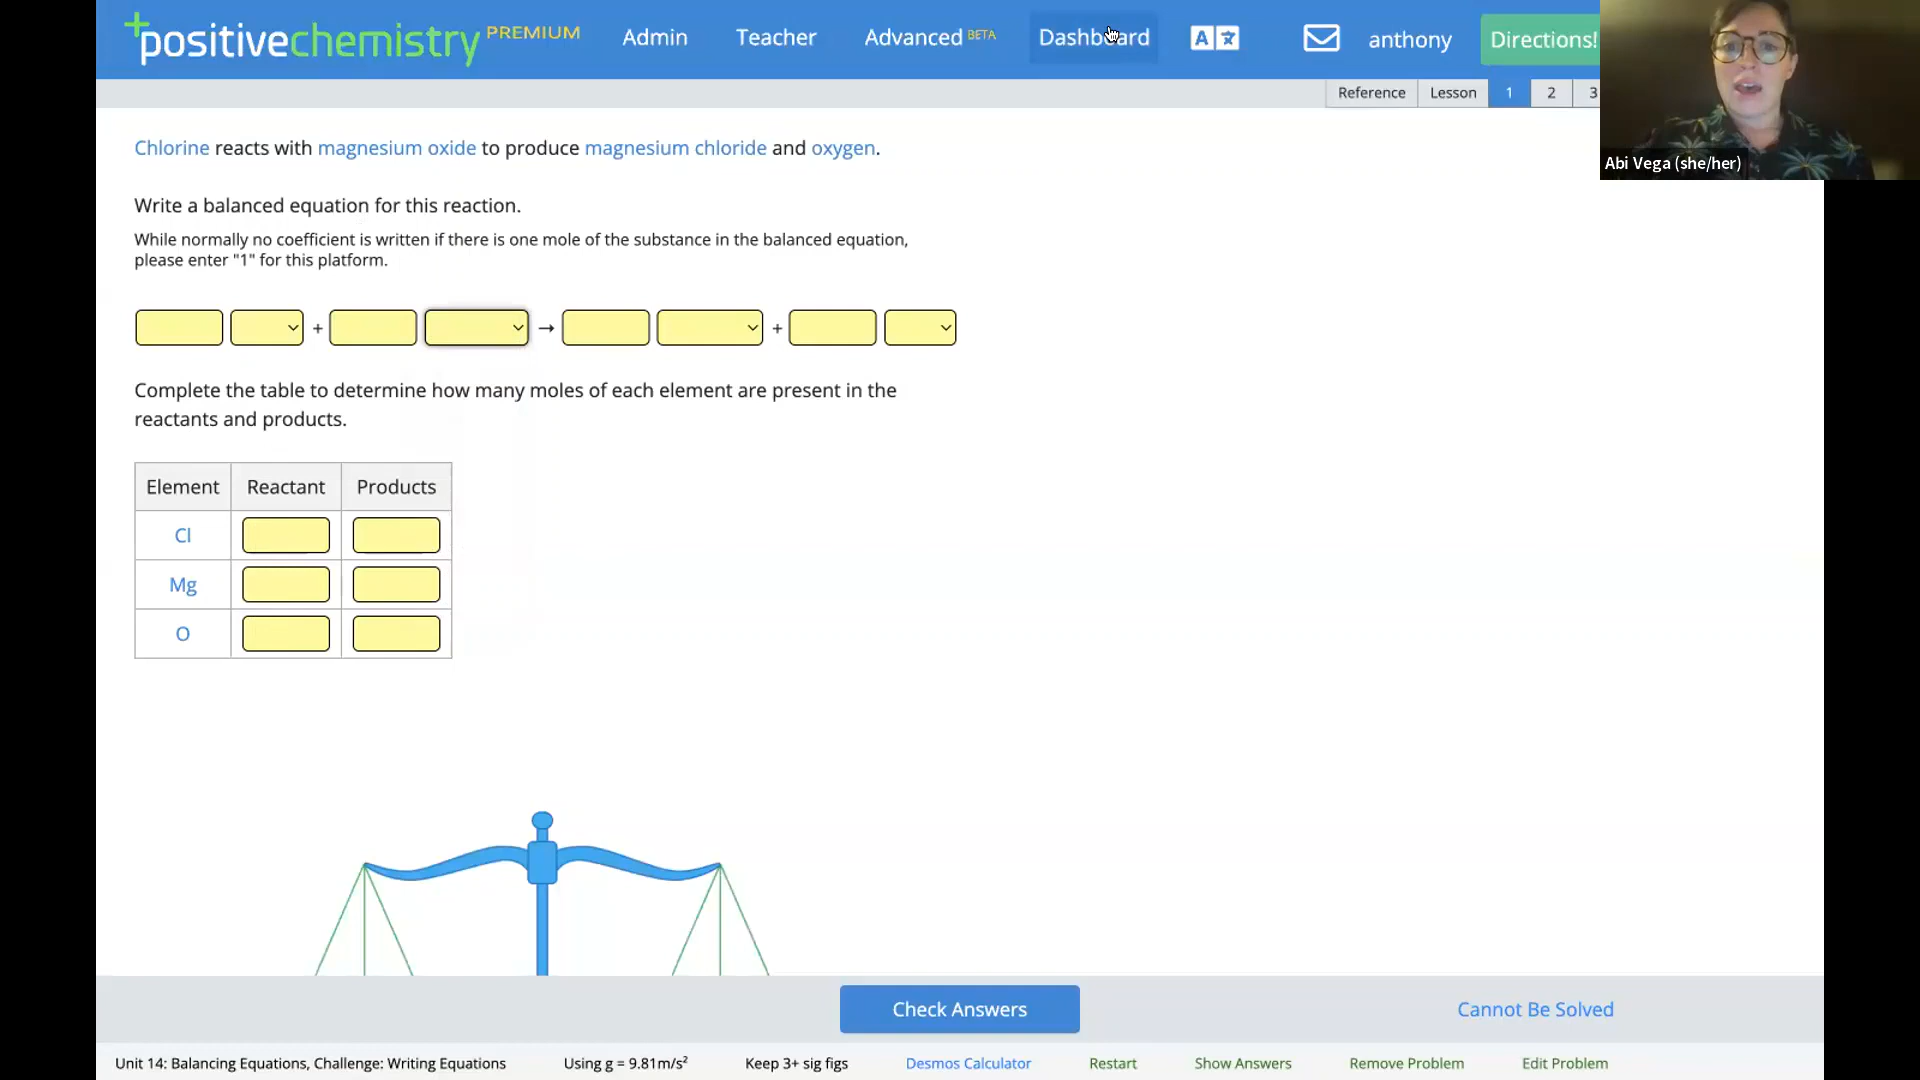 +positivechemistry PREMIUM Admin Teacher Advanced BETA Dashboard A文 anthony Directions!
Reference Lesson 1 2 3
Abi Vega (she/her)
Chlorine reacts with magnesium oxide to produce magnesium chloride and oxygen.
Write a balanced equation for this reaction.
While normally no coefficient is written if there is one mole of the substance in the balanced equation,
please enter "1" for this platform.
+ → +
Complete the table to determine how many moles of each element are present in the
reactants and products.
Element Reactant Products
Cl
Mg
O
Check Answers Cannot Be Solved
Unit 14: Balancing Equations, Challenge: Writing Equations Using g = 9.81m/s² Keep 3+ sig figs Desmos Calculator Restart Show Answers Remove Problem Edit Problem